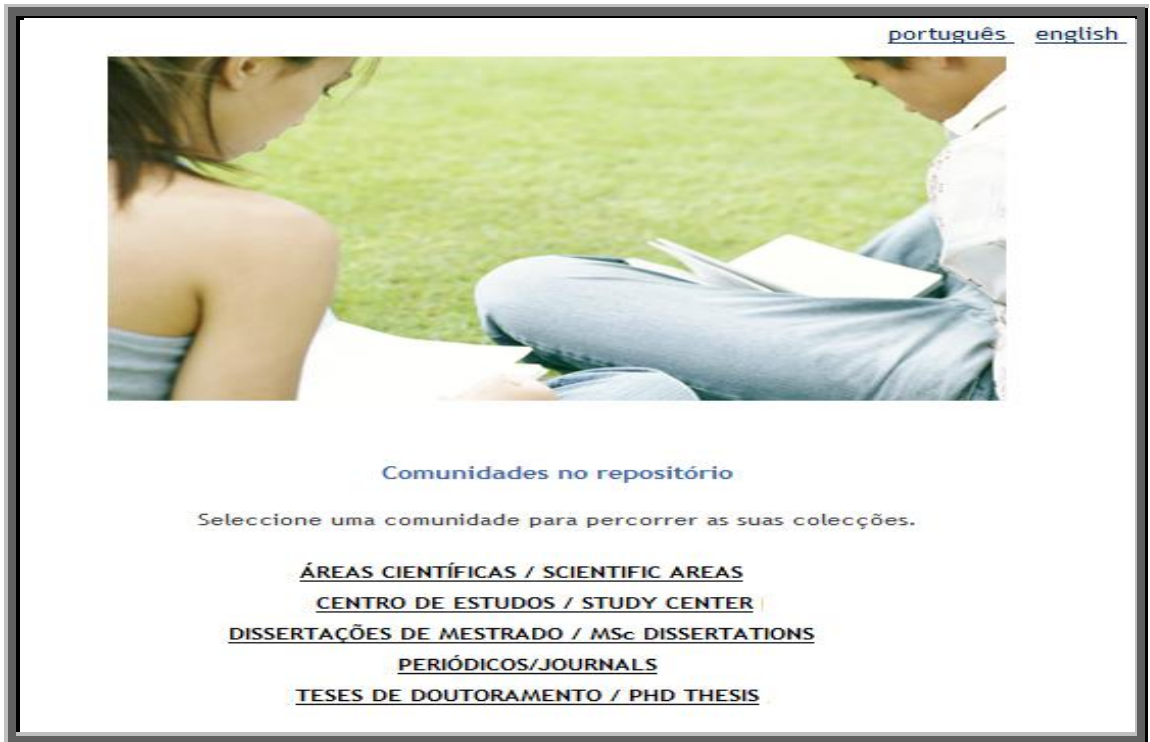 português english
Comunidades no repositório
Seleccione uma comunidade para percorrer as suas colecções.
ÁREAS CIENTÍFICAS / SCIENTIFIC AREAS
CENTRO DE ESTUDOS / STUDY CENTER
DISSERTAÇÕES DE MESTRADO / MSc DISSERTATIONS
PERIÓDICOS/JOURNALS
TESES DE DOUTORAMENTO / PHD THESIS